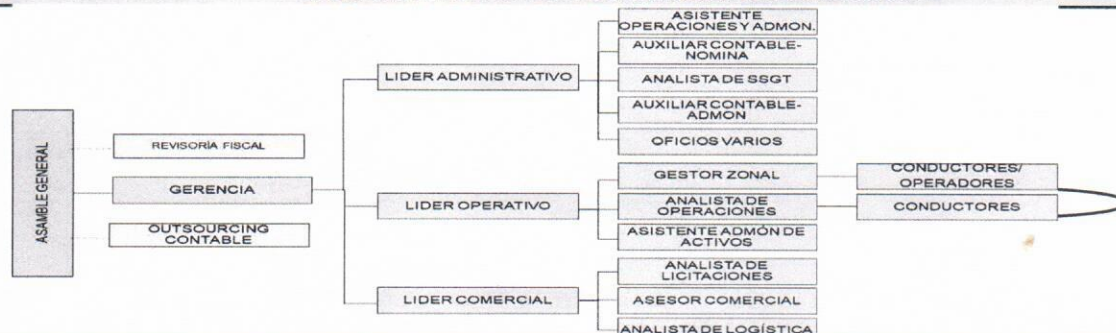 ASAMBLE GENERAL
REVISORÍA FISCAL
GERENCIA
OUTSOURCING
CONTABLE
LIDER ADMINISTRATIVO
LIDER OPERATIVO
LIDER COMERCIAL
ASISTENTE
OPERACIONES Y ADMON.
AUXILIAR CONTABLE-
NOMINA
ANALISTA DE SSGT
AUXILIAR CONTABLE-
ADMON
OFICIOS VARIOS
GESTOR ZONAL
ANALISTA DE
OPERACIONES
ASISTENTE ADMÓN DE
ACTIVOS
ANALISTA DE
LICITACIONES
ASESOR COMERCIAL
ANALISTA DE LOGÍSTICA
CONDUCTORES/
OPERADORES
CONDUCTORES